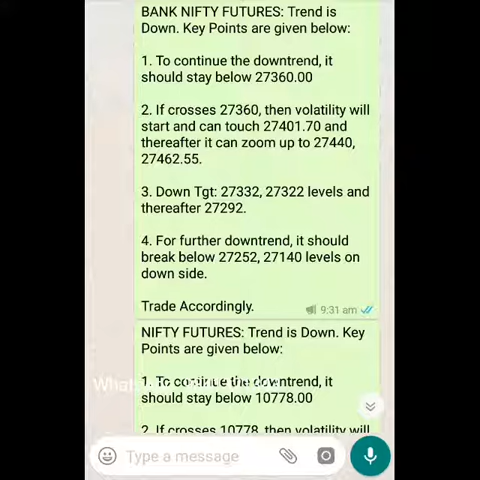 BANK NIFTY FUTURES: Trend is
Down. Key Points are given below:
1. To continue the downtrend, it
should stay below 27360.00
2. If crosses 27360, then volatility will
start and can touch 27401.70 and
thereafter it can zoom up to 27440,
27462.55.
3. Down Tgt: 27332, 27322 levels and
thereafter 27292.
4. For further downtrend, it should
break below 27252, 27140 levels on
down side.
Trade Accordingly.
9:31 am
NIFTY FUTURES: Trend is Down. Key
Points are given below:
1. To continue the downtrend, it
should stay below 10778.00
2. If crosses 10778, then volatility will
Type a message